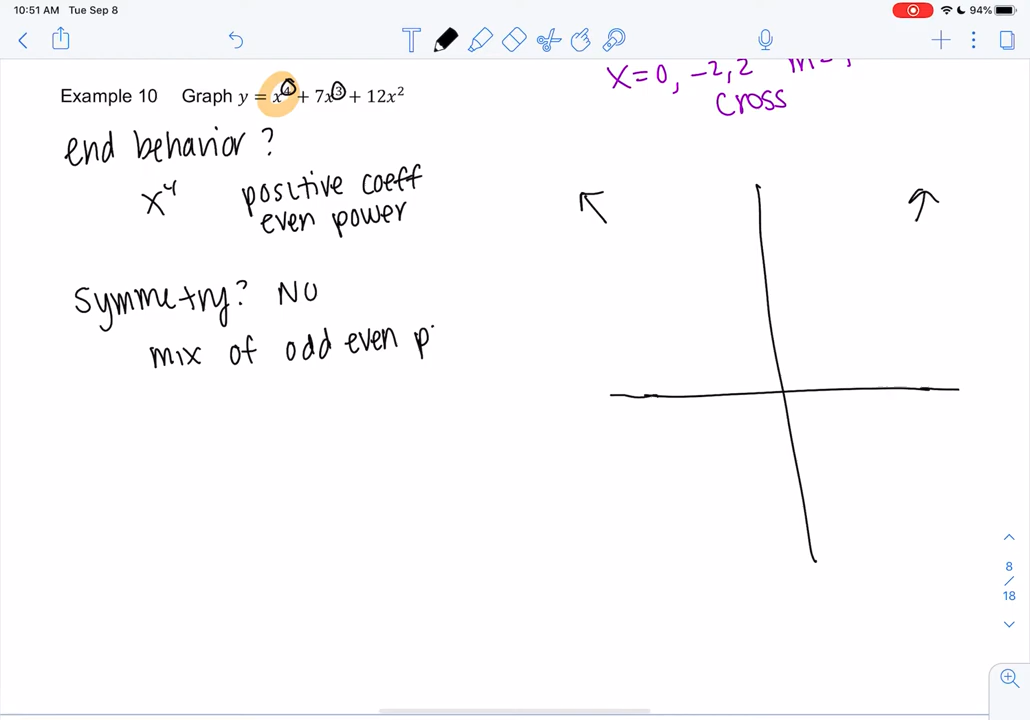 10:51 AM Tue Sep 8
94%
T
X=0, -2,2
cross
Example 10 Graph y = x⁴ + 7x³ + 12x²
end behavior ?
x⁴ positive coeff
even power
Symmetry? NO
mix of odd even p
8
/
18